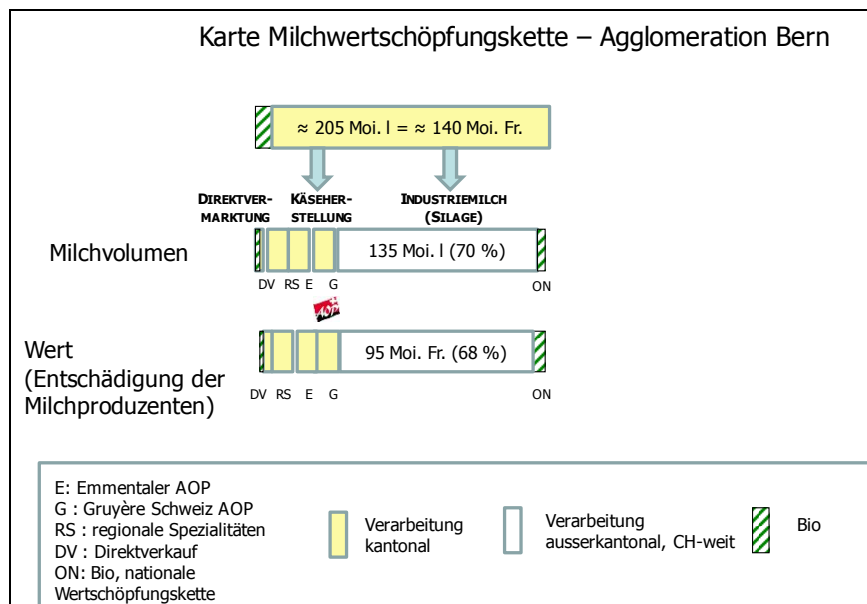 Karte Milchwertschöpfungskette – Agglomeration Bern
≈ 205 Moi. l = ≈ 140 Moi. Fr.
DIREKTVER-
MARKTUNG
KÄSEHER-
STELLUNG
INDUSTRIEMILCH
(SILAGE)
Milchvolumen
135 Moi. l (70 %)
DV RS E G ON
AOP
Wert
(Entschädigung der
Milchproduzenten)
95 Moi. Fr. (68 %)
DV RS E G ON
E: Emmentaler AOP
G : Gruyère Schweiz AOP
RS : regionale Spezialitäten
DV : Direktverkauf
ON: Bio, nationale
Wertschöpfungskette
Verarbeitung
kantonal
Verarbeitung
ausserkantonal, CH-weit
Bio